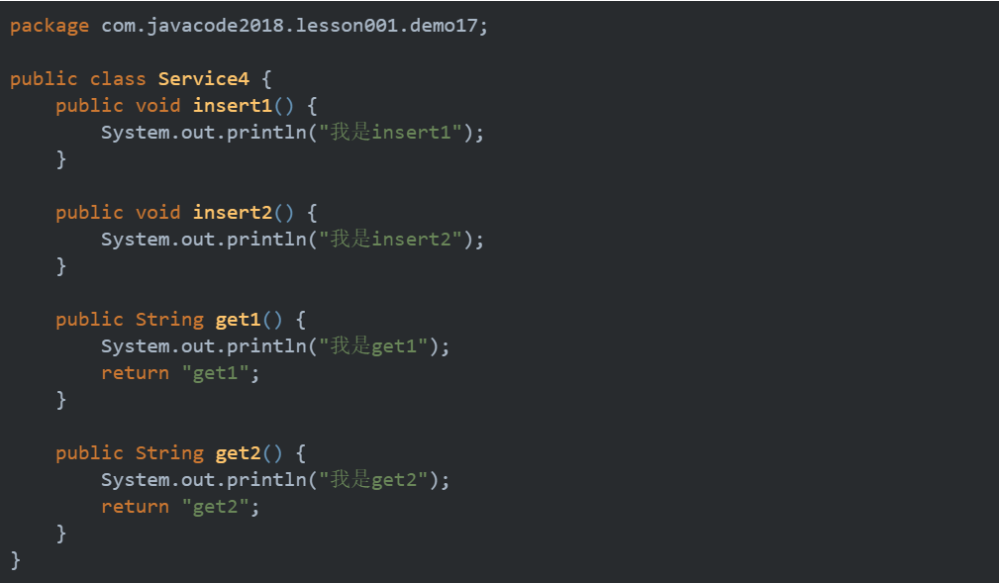 package com.javacode2018.lesson001.demo17;
public class Service4 {
    public void insert1() {
        System.out.println("我是insert1");
    }
    public void insert2() {
        System.out.println("我是insert2");
    }
    public String get1() {
        System.out.println("我是get1");
        return "get1";
    }
    public String get2() {
        System.out.println("我是get2");
        return "get2";
    }
}